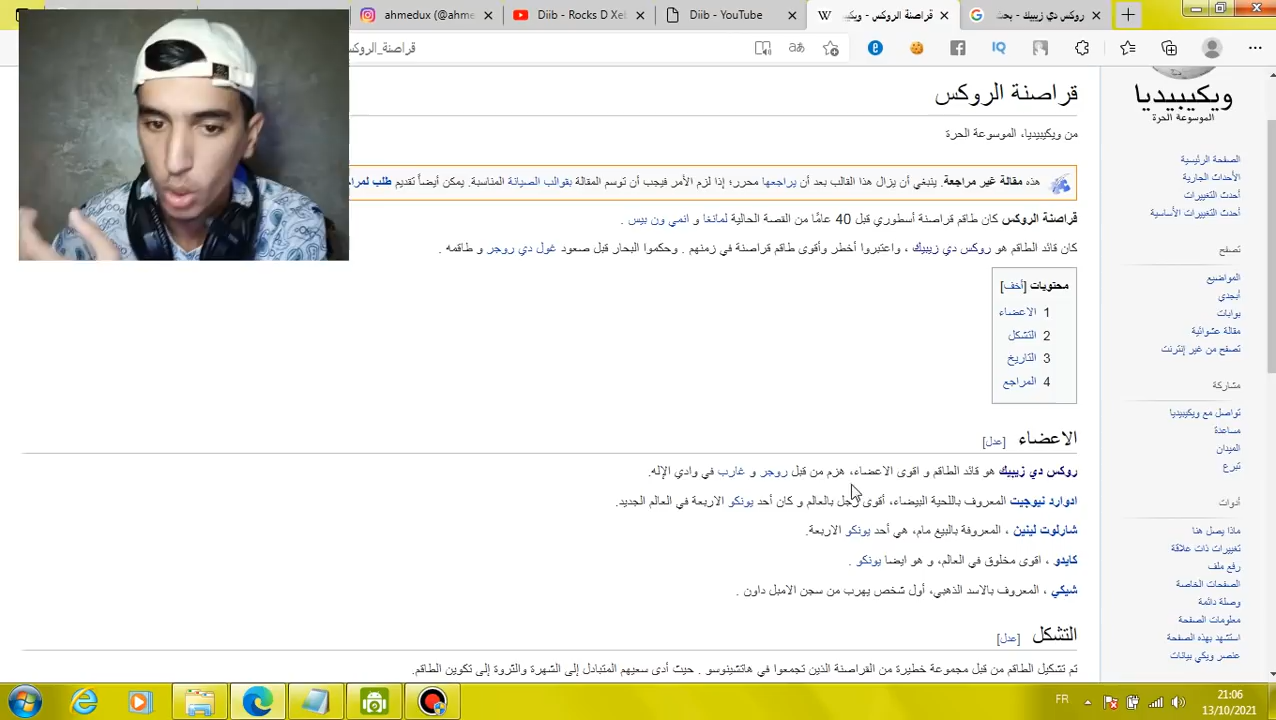 ahmedux (@ahme
Diib - Rocks D
Diib - YouTube
قراصنة الروكس - ويكي
روكس دي زيبيك - بحث
قراصنة_الروكس
ويكيبيديا
الموسوعة الحرة
قراصنة الروكس
من ويكيبيديا، الموسوعة الحرة
هذه مقالة غير مراجعة. ينبغي أن يزال هذا القالب بعد أن يراجعها محرر؛ إذا لزم الأمر فيجب أن توسم المقالة بقوالب الصيانة المناسبة. يمكن أيضاً تقديم طلب لمرا
قراصنة الروكس كان طاقم قراصنة أسطوري قبل 40 عامًا من القصة الحالية لمانغا و انمي ون بيس .
كان قائد الطاقم هو روكس دي زيبيك ، واعتبروا أخطر وأقوى طاقم قراصنة في زمنهم . وحكموا البحار قبل صعود غول دي روجر و طاقمه .
محتويات [أخف]
1 الاعضاء
2 التشكل
3 التاريخ
4 المراجع
الاعضاء [عدل]
روكس دي زيبيك هو قائد الطاقم و اقوى الاعضاء، هزم من قبل روجر و غارب في وادي الإله.
ادوارد نيوجيت المعروف باللحية البيضاء، أقوى رجل بالعالم و كان أحد يونكو الاربعة في العالم الجديد.
شارلوت لينين ، المعروفة بالبيغ مام، هي أحد يونكو الاربعة.
كايدو ، اقوى مخلوق في العالم، و هو ايضا يونكو .
شيكي ، المعروف بالاسد الذهبي، أول شخص يهرب من سجن الامبل داون .
التشكل [عدل]
تم تشكيل الطاقم من قبل مجموعة خطيرة من القراصنة الذين تجمعوا في هاتشينوسو . حيث أدى سعيهم المتبادل إلى الشهرة والثروة إلى تكوين الطاقم.
الصفحة الرئيسية
الأحداث الجارية
أحدث التغييرات
أحدث التغييرات الأساسية
تصفح
المواضيع
أبجدي
بوابات
مقالة عشوائية
تصفح من غير إنترنت
مشاركة
تواصل مع ويكيبيديا
مساعدة
الميدان
تبرع
أدوات
ماذا يصل هنا
تغييرات ذات علاقة
رفع ملف
الصفحات الخاصة
وصلة دائمة
معلومات الصفحة
استشهد بهذه الصفحة
عنصر ويكي بيانات
FR
21:06
13/10/2021